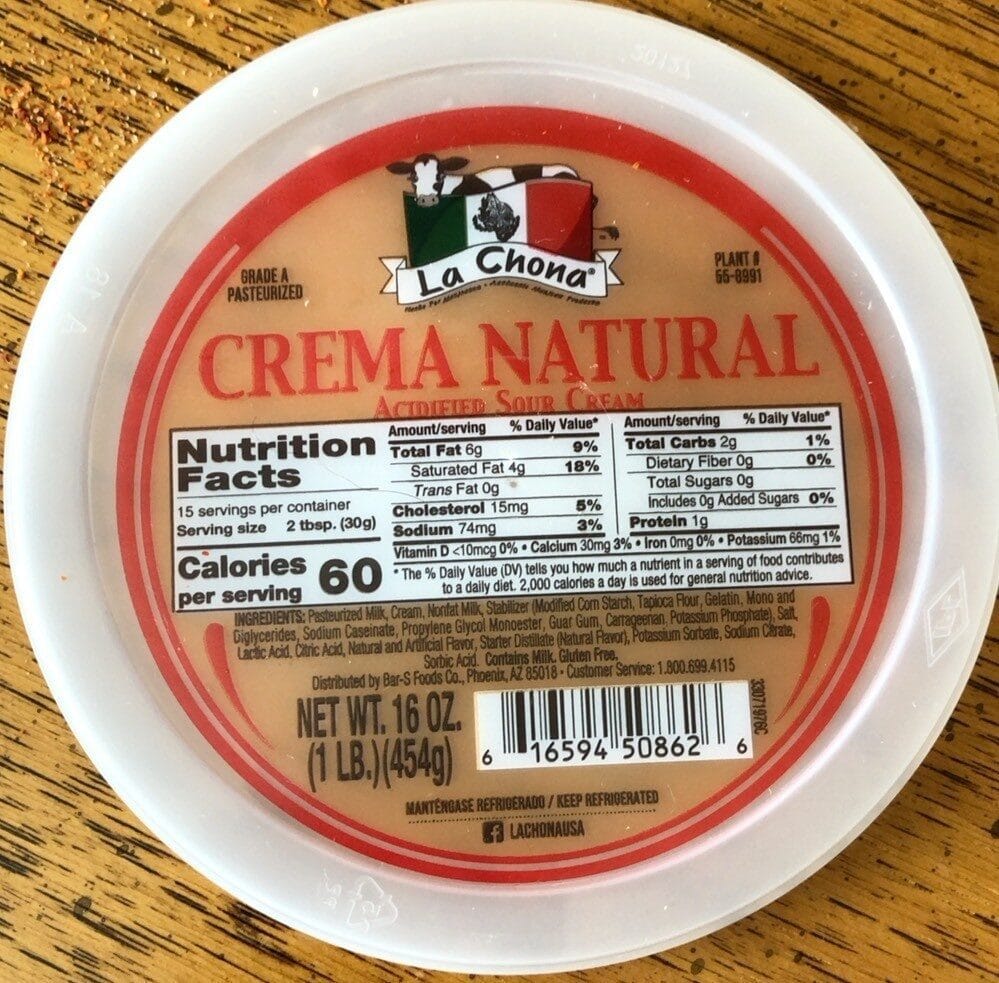 GRADE A
PASTEURIZED
La Chona®
Hecho Por Mexicanos • Authentic Mexican Products
PLANT #
55-8991
CREMA NATURAL
ACIDIFIED SOUR CREAM
Nutrition
Facts
15 servings per container
Serving size 2 tbsp. (30g)
Calories
per serving 60
Amount/serving % Daily Value*
Total Fat 6g 9%
Saturated Fat 4g 18%
Trans Fat 0g
Cholesterol 15mg 5%
Sodium 74mg 3%
Amount/serving % Daily Value*
Total Carbs 2g 1%
Dietary Fiber 0g 0%
Total Sugars 0g
Includes 0g Added Sugars 0%
Protein 1g
Vitamin D <10mcg 0% • Calcium 30mg 3% • Iron 0mg 0% • Potassium 66mg 1%
* The % Daily Value (DV) tells you how much a nutrient in a serving of food contributes
to a daily diet. 2,000 calories a day is used for general nutrition advice.
INGREDIENTS: Pasteurized Milk, Cream, Nonfat Milk, Stabilizer (Modified Corn Starch, Tapioca Flour, Gelatin, Mono and
Diglycerides, Sodium Caseinate, Propylene Glycol Monoester, Guar Gum, Carrageenan, Potassium Phosphate), Salt,
Lactic Acid, Citric Acid, Natural and Artificial Flavor, Starter Distillate (Natural Flavor), Potassium Sorbate, Sodium Citrate,
Sorbic Acid. Contains Milk. Gluten Free.
Distributed by Bar-S Foods Co., Phoenix, AZ 85018 • Customer Service: 1.800.699.4115
NET WT. 16 OZ.
(1 LB.)(454g)
6 16594 50862 6
33071976C
MANTÉNGASE REFRIGERADO / KEEP REFRIGERATED
f LACHONAUSA